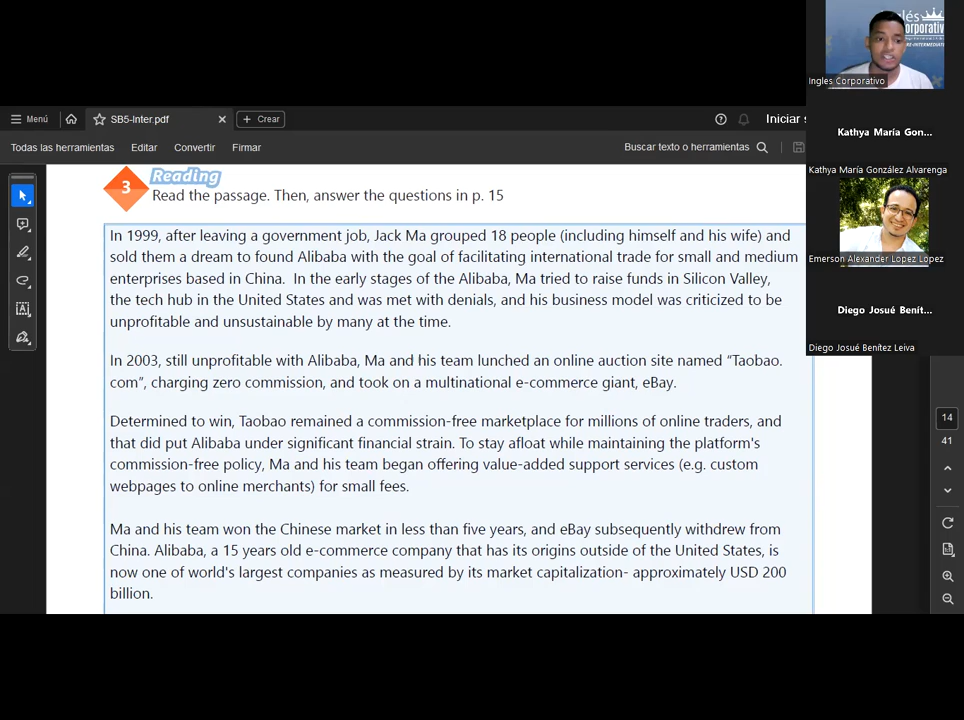 glés
orporativ
RE-INTERMEDIATE
Ingles Corporativo
Menú
SB5-Inter.pdf
Crear
Iniciar s
Kathya María Gon...
Todas las herramientas
Editar
Convertir
Firmar
Buscar texto o herramientas
Kathya María González Alvarenga
3
Reading
Read the passage. Then, answer the questions in p. 15
In 1999, after leaving a government job, Jack Ma grouped 18 people (including himself and his wife) and
sold them a dream to found Alibaba with the goal of facilitating international trade for small and medium
enterprises based in China. In the early stages of the Alibaba, Ma tried to raise funds in Silicon Valley,
the tech hub in the United States and was met with denials, and his business model was criticized to be
unprofitable and unsustainable by many at the time.
Emerson Alexander Lopez Lopez
Diego Josué Benít...
Diego Josué Benítez Leiva
In 2003, still unprofitable with Alibaba, Ma and his team lunched an online auction site named “Taobao.
com”, charging zero commission, and took on a multinational e-commerce giant, eBay.
Determined to win, Taobao remained a commission-free marketplace for millions of online traders, and
that did put Alibaba under significant financial strain. To stay afloat while maintaining the platform's
commission-free policy, Ma and his team began offering value-added support services (e.g. custom
webpages to online merchants) for small fees.
14
41
Ma and his team won the Chinese market in less than five years, and eBay subsequently withdrew from
China. Alibaba, a 15 years old e-commerce company that has its origins outside of the United States, is
now one of world's largest companies as measured by its market capitalization- approximately USD 200
billion.